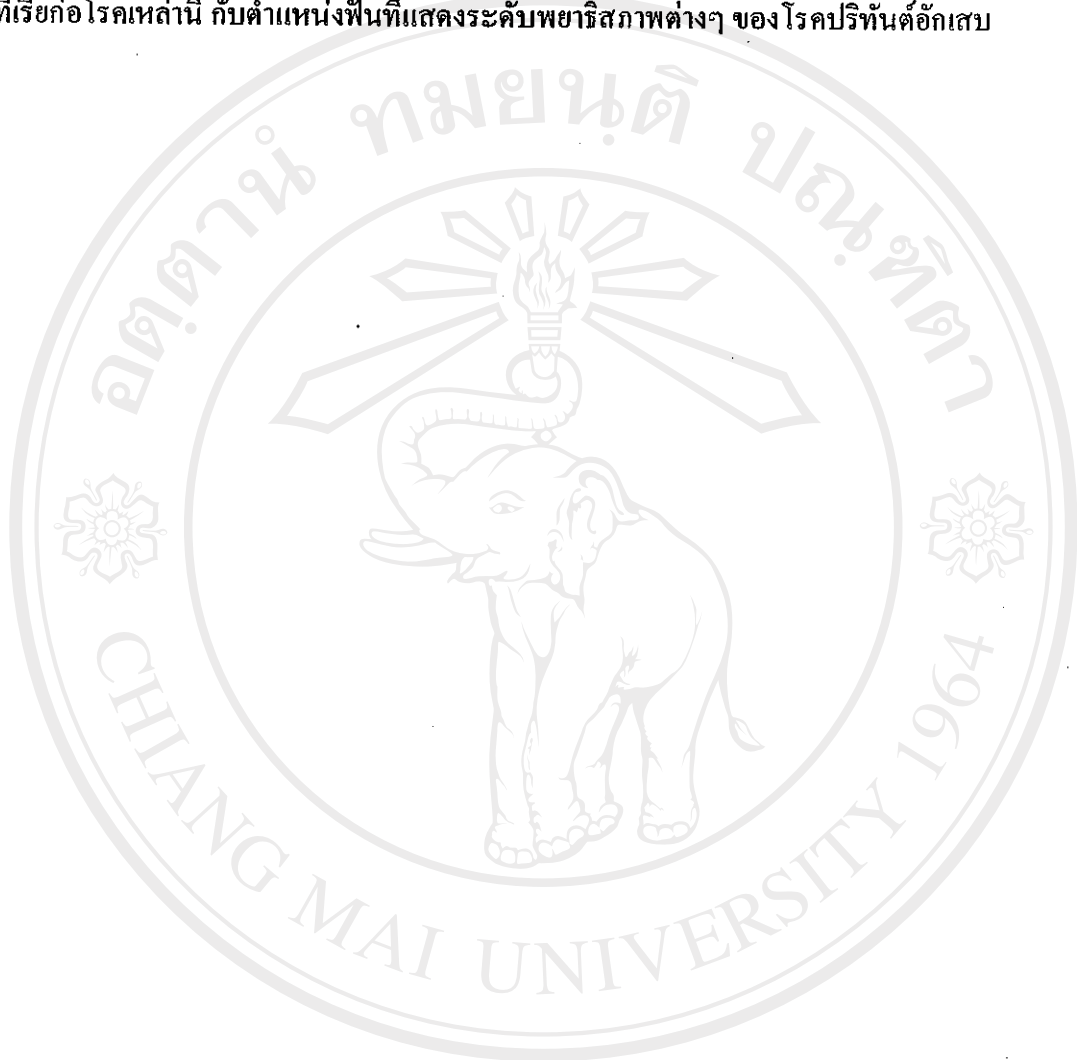 ที่เรียก่อโรคเหล่านี้ กับตำแหน่งฟันที่แสดงระดับพยาธิสภาพต่างๆ ของโรคปริทันต์อักเสบ
อตฺตานํ ทมยนฺติ ปณฺฑิตา
CHIANG MAI UNIVERSITY 1964